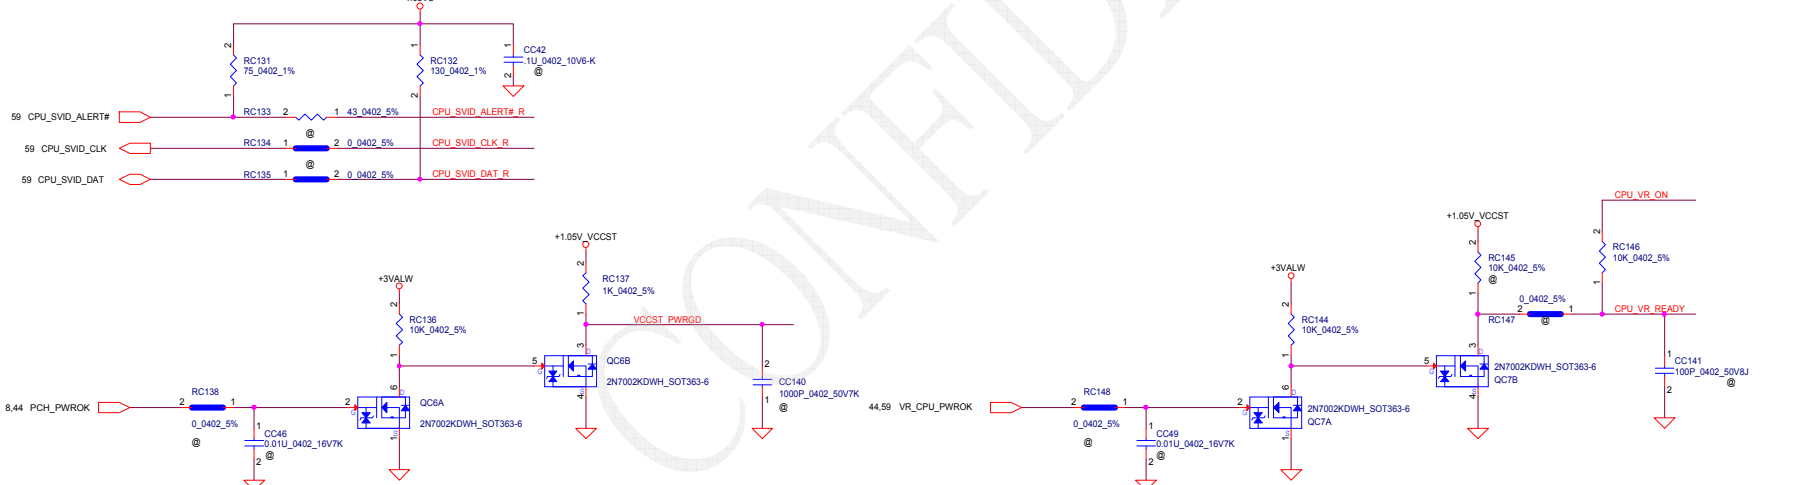 RC131
75_0402_1%
RC132
130_0402_1%
CC42
.1U_0402_10V6-K
@
59 CPU_SVID_ALERT#
RC133 2 1 43_0402_5% CPU_SVID_ALERT#_R
@
59 CPU_SVID_CLK
RC134 1 2 0_0402_5% CPU_SVID_CLK_R
@
59 CPU_SVID_DAT
RC135 1 2 0_0402_5% CPU_SVID_DAT_R
+1.05V_VCCST
RC137
1K_0402_5%
+3VALW
RC136
10K_0402_5%
VCCST_PWRGD
QC6B
2N7002KDWH_SOT363-6
CC140
1000P_0402_50V7K
@
8,44 PCH_PWROK
RC138
0_0402_5%
@
CC46
0.01U_0402_16V7K
@
QC6A
2N7002KDWH_SOT363-6
CPU_VR_ON
+1.05V_VCCST
RC145
10K_0402_5%
@
RC146
10K_0402_5%
+3VALW
RC144
10K_0402_5%
0_0402_5%
RC147
@
CPU_VR_READY
2N7002KDWH_SOT363-6
QC7B
CC141
100P_0402_50V8J
@
44,59 VR_CPU_PWROK
RC148
0_0402_5%
@
CC49
0.01U_0402_16V7K
@
2N7002KDWH_SOT363-6
QC7A